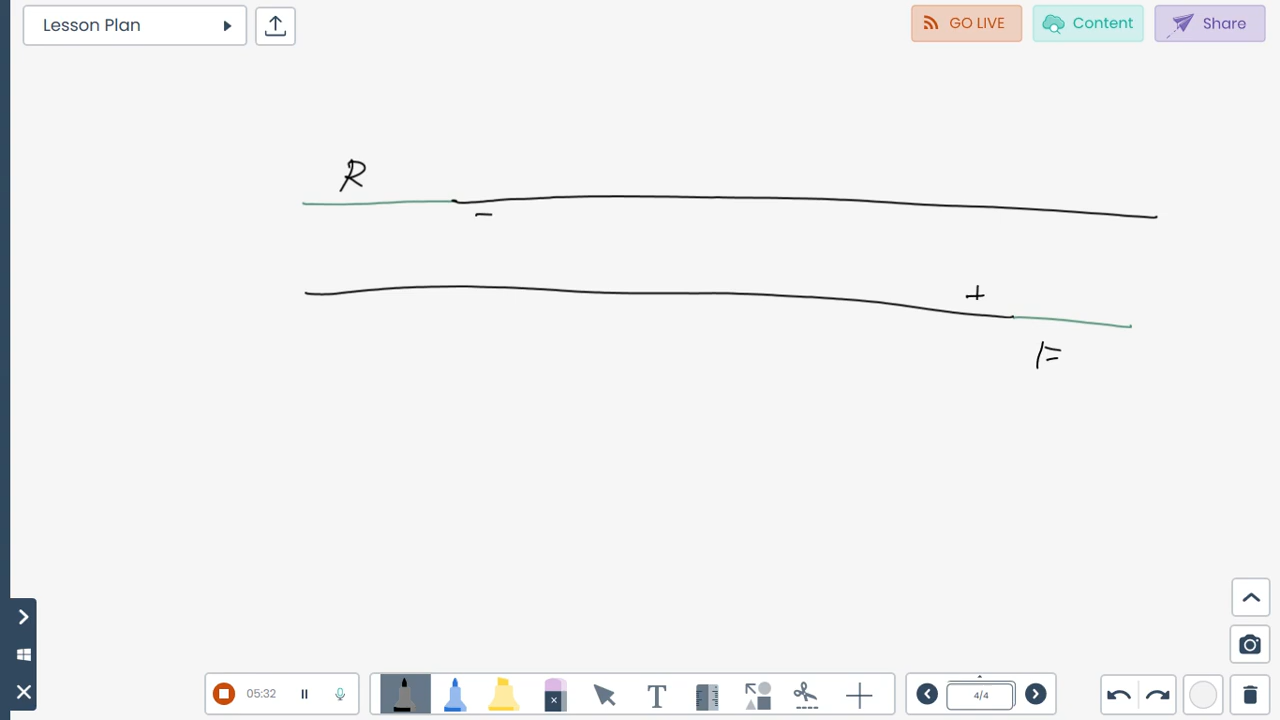 Lesson Plan
GO LIVE
Content
Share
R
-
+
F
05:32
T
4/4